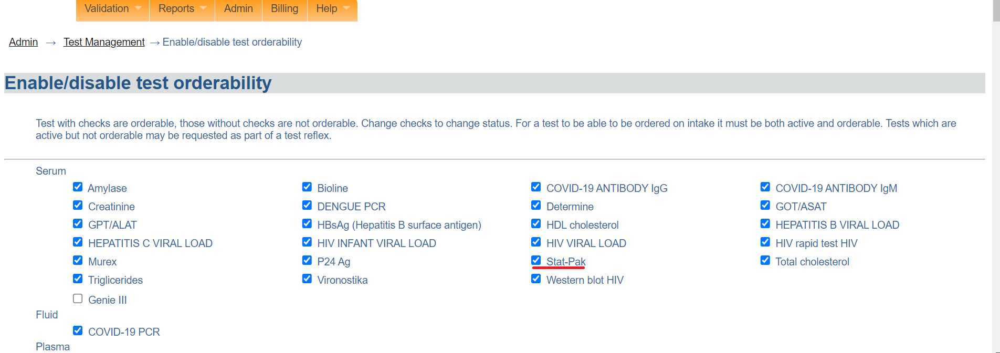 Validation Reports Admin Billing Help
Admin → Test Management → Enable/disable test orderability
Enable/disable test orderability
Test with checks are orderable, those without checks are not orderable. Change checks to change status. For a test to be able to be ordered on intake it must be both active and orderable. Tests which are
active but not orderable may be requested as part of a test reflex.
Serum
Amylase Bioline COVID-19 ANTIBODY IgG COVID-19 ANTIBODY IgM
Creatinine DENGUE PCR Determine GOT/ASAT
GPT/ALAT HBsAg (Hepatitis B surface antigen) HDL cholesterol HEPATITIS B VIRAL LOAD
HEPATITIS C VIRAL LOAD HIV INFANT VIRAL LOAD HIV VIRAL LOAD HIV rapid test HIV
Murex P24 Ag Stat-Pak Total cholesterol
Triglicerides Vironostika Western blot HIV
Genie III
Fluid
COVID-19 PCR
Plasma